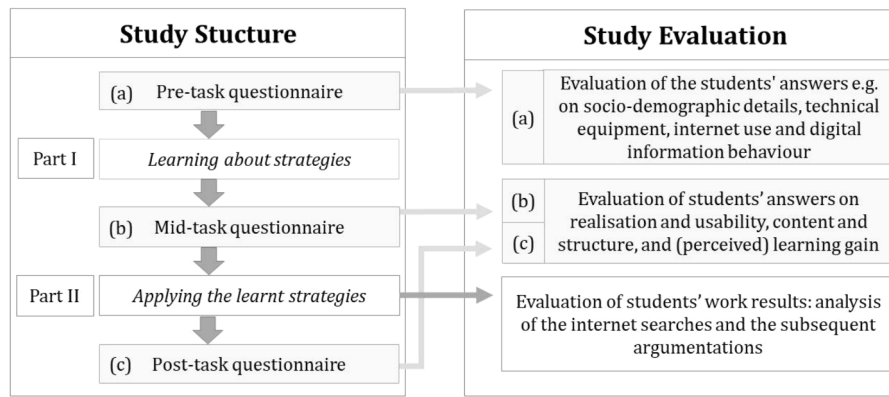 Study Stucture
(a) Pre-task questionnaire
Part I
Learning about strategies
(b) Mid-task questionnaire
Part II
Applying the learnt strategies
(c) Post-task questionnaire
Study Evaluation
(a)
Evaluation of the students' answers e.g.
on socio-demographic details, technical
equipment, internet use and digital
information behaviour
(b)
(c)
Evaluation of students’ answers on
realisation and usability, content and
structure, and (perceived) learning gain
Evaluation of students’ work results: analysis
of the internet searches and the subsequent
argumentations